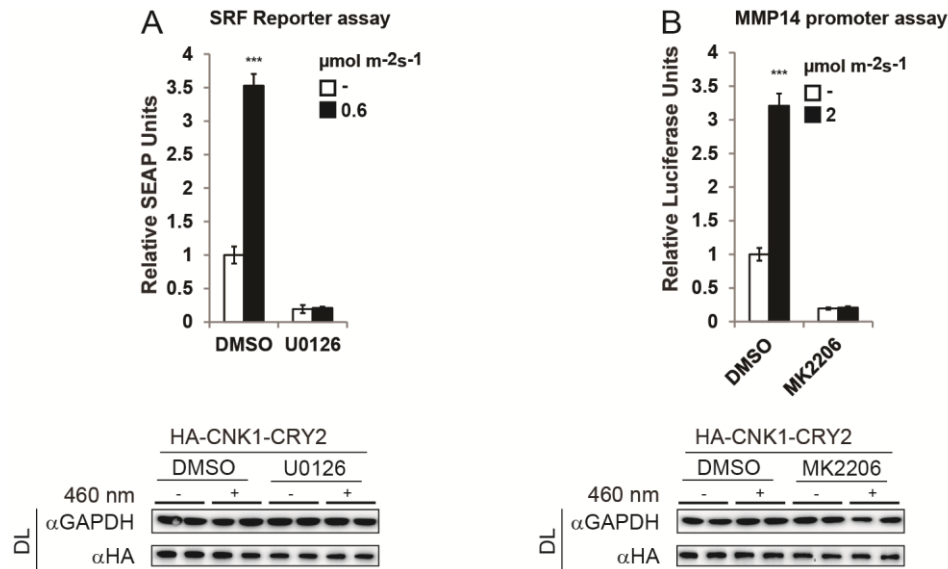 A SRF Reporter assay
Relative SEAP Units
4
3.5
3
2.5
2
1.5
1
0.5
0
***
µmol m-2s-1
-
0.6
DMSO U0126
HA-CNK1-CRY2
DMSO U0126
460 nm - + - +
DL
αGAPDH
αHA
B MMP14 promoter assay
Relative Luciferase Units
4
3.5
3
2.5
2
1.5
1
0.5
0
***
µmol m-2s-1
-
2
DMSO MK2206
HA-CNK1-CRY2
DMSO MK2206
460 nm - + - +
DL
αGAPDH
αHA